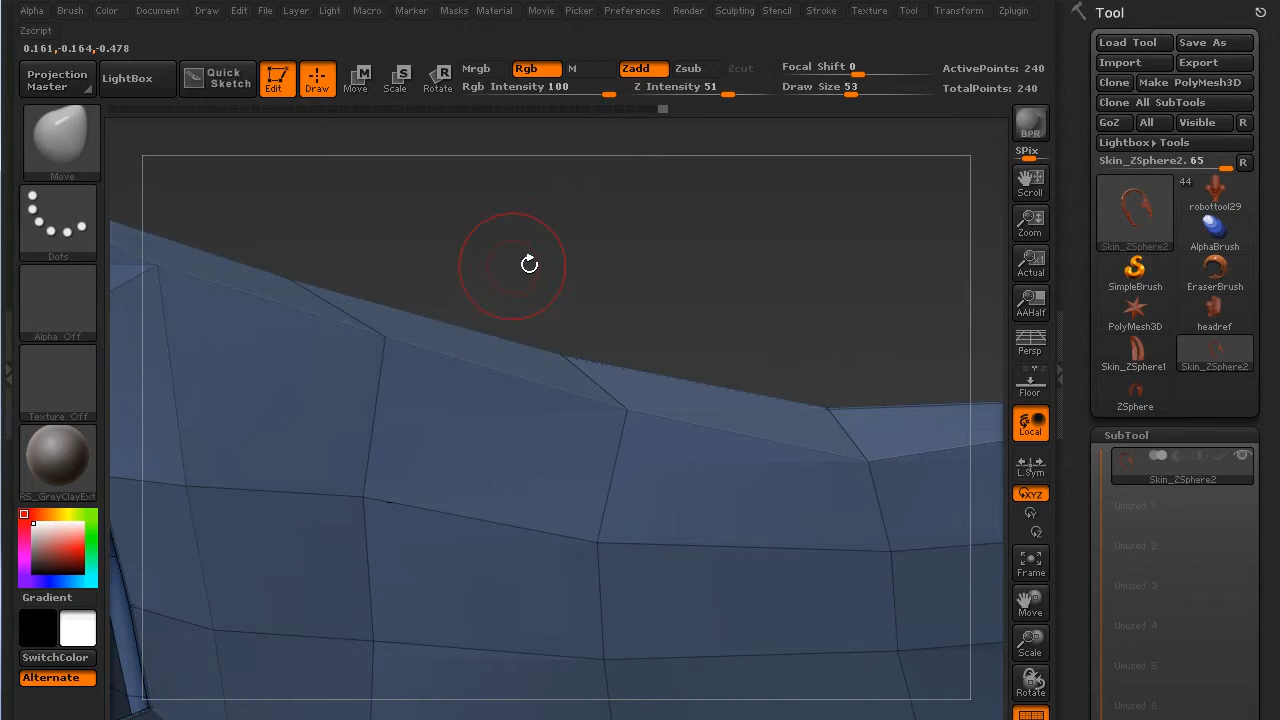 Alpha Brush Color Document Draw Edit File Layer Light Macro Marker Masks Material Movie Picker Preferences Render Sculpting Stencil Stroke Texture Tool Transform Zplugin
Zscript
0.161,-0.164,-0.478
Projection Master
LightBox
Quick Sketch
Edit
Draw
Move
Scale
Rotate
Mrgb Rgb M
Rgb Intensity 100
Zadd Zsub Zcut
Z Intensity 51
Focal Shift 0
Draw Size 53
ActivePoints: 240
TotalPoints: 240
Move
Dots
Alpha Off
Texture Off
RS_GreyClayExt
Gradient
SwitchColor
Alternate
BPR
SPix
Scroll
Zoom
Actual
AAHalf
Persp
Floor
Local
L.Sym
XYZ
Y
Z
Frame
Move
Scale
Rotate
Tool
Load Tool Save As
Import Export
Clone Make PolyMesh3D
Clone All SubTools
GoZ All Visible R
Lightbox▸Tools
Skin_ZSphere2. 65 R
44
Skin_ZSphere2
robottool29
AlphaBrush
SimpleBrush
EraserBrush
PolyMesh3D
headref
Skin_ZSphere1
Skin_ZSphere2
ZSphere
SubTool
Skin_ZSphere2
Unused 1
Unused 2
Unused 3
Unused 4
Unused 5
Unused 6